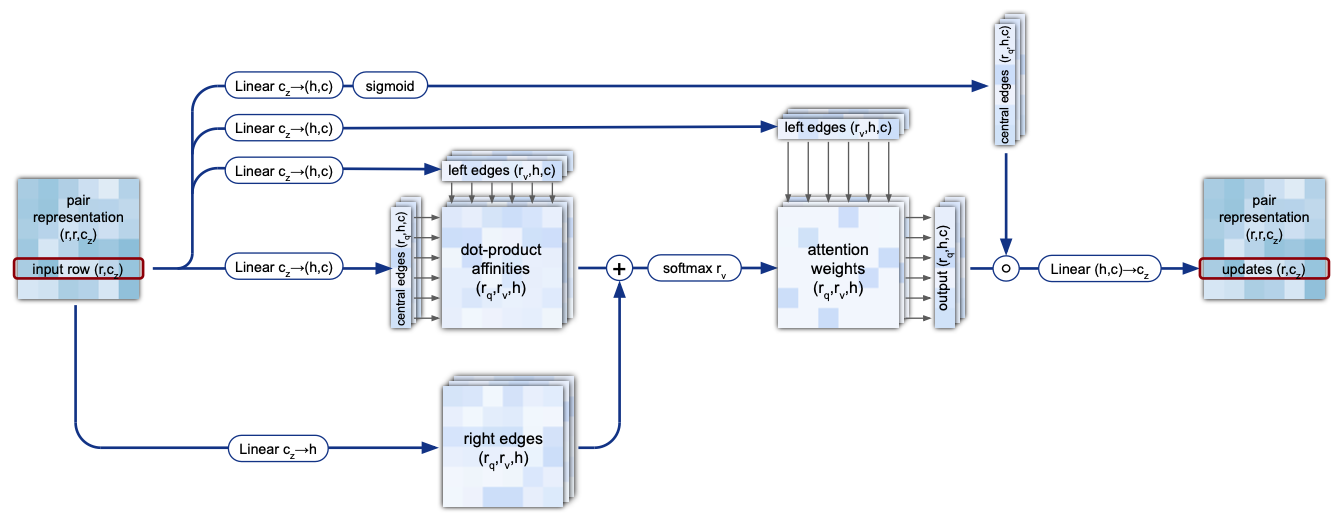 pair
representation
(r,r,c_z)
input row (r,c_z)
Linear c_z→(h,c)
sigmoid
Linear c_z→(h,c)
Linear c_z→(h,c)
Linear c_z→(h,c)
Linear c_z→h
left edges (r_v,h,c)
central edges (r_q,h,c)
dot-product
affinities
(r_q,r_v,h)
right edges
(r_q,r_v,h)
+
softmax r_v
left edges (r_v,h,c)
attention
weights
(r_q,r_v,h)
output (r_q,h,c)
central edges (r_q,h,c)
Linear (h,c)→c_z
pair
representation
(r,r,c_z)
updates (r,c_z)